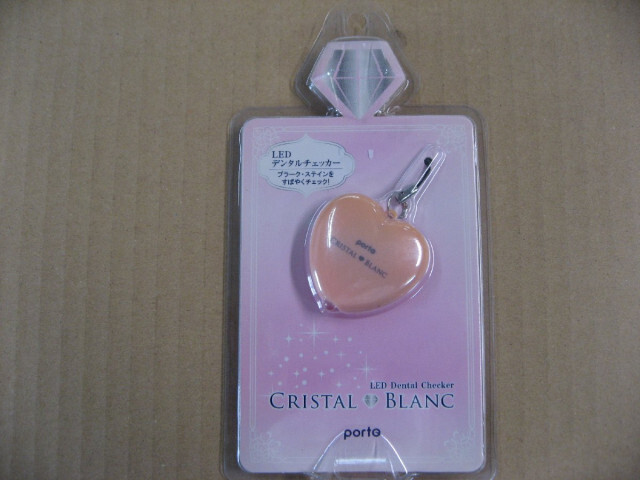 LED
デンタルチェッカー
プラーク・ステインを
すばやくチェック!
porte
CRISTAL BLANC
LED Dental Checker
CRISTAL BLANC
porte